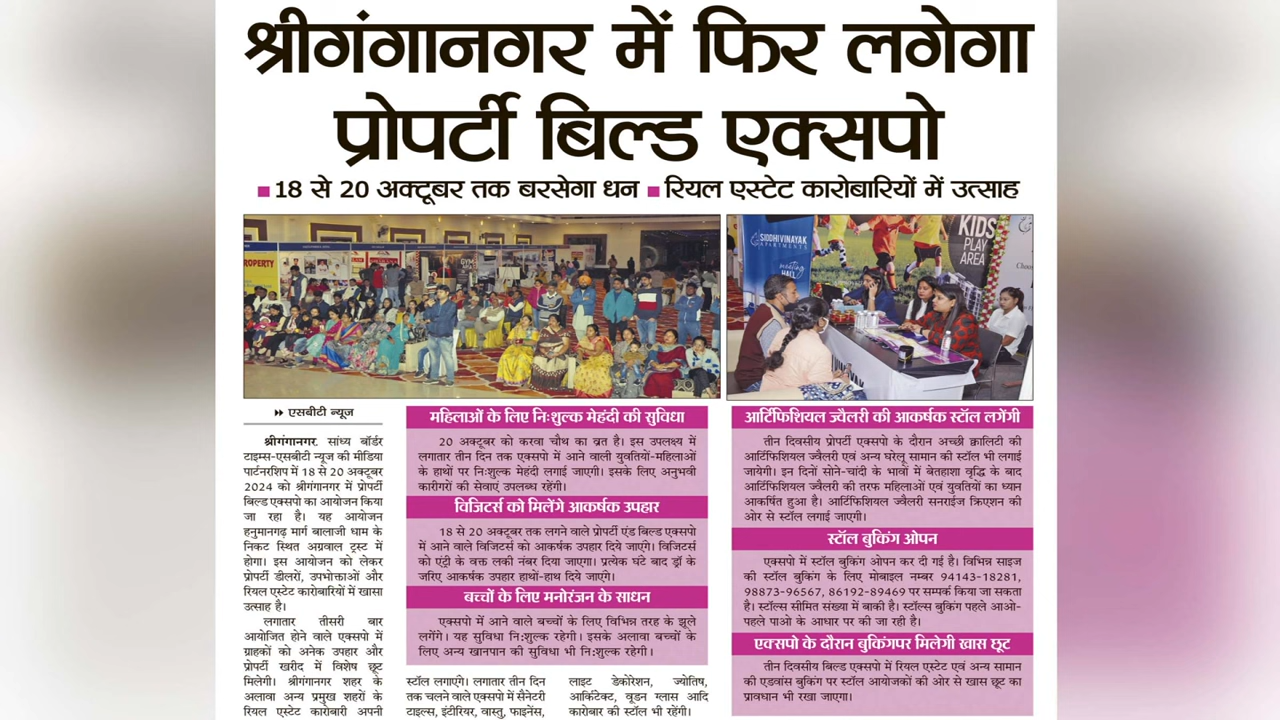 श्रीगंगानगर में फिर लगेगा
प्रोपर्टी बिल्ड एक्सपो
18 से 20 अक्टूबर तक बरसेगा धन
रियल एस्टेट कारोबारियों में उत्साह
PROPERTY
SIDDHI VINAYAK
APARTMENTS
meeting
HALL
KIDS
PLAY
AREA
एसबीटी न्यूज
श्रीगंगानगर. सांध्य बॉर्डर
टाइम्स-एसबीटी न्यूज की मीडिया
पार्टनरशिप में 18 से 20 अक्टूबर
2024 को श्रीगंगानगर में प्रोपर्टी
बिल्ड एक्सपो का आयोजन किया
जा रहा है। यह आयोजन
हनुमानगढ़ मार्ग बालाजी धाम के
निकट स्थित अग्रवाल ट्रस्ट में
होगा। इस आयोजन को लेकर
प्रोपर्टी डीलरों, उपभोक्ताओं और
रियल एस्टेट कारोबारियों में खासा
उत्साह है।
लगातार तीसरी बार
आयोजित होने वाले एक्सपो में
ग्राहकों को अनेक उपहार और
प्रोपर्टी खरीद में विशेष छूट
मिलेगी। श्रीगंगानगर शहर के
अलावा अन्य प्रमुख शहरों के
रियल एस्टेट कारोबारी अपनी
महिलाओं के लिए निःशुल्क मेहंदी की सुविधा
20 अक्टूबर को करवा चौथ का व्रत है। इस उपलक्ष्य में
लगातार तीन दिन तक एक्सपो में आने वाली युवतियों-महिलाओं
के हाथों पर निःशुल्क मेहंदी लगाई जाएगी। इसके लिए अनुभवी
कारीगरों की सेवाएं उपलब्ध रहेंगी।
विजिटर्स को मिलेंगे आकर्षक उपहार
18 से 20 अक्टूबर तक लगने वाले प्रोपर्टी एंड बिल्ड एक्सपो
में आने वाले विजिटर्स को आकर्षक उपहार दिये जाएंगे। विजिटर्स
को एंट्री के वक्त लकी नंबर दिया जाएगा। प्रत्येक घंटे बाद ड्रॉ के
जरिए आकर्षक उपहार हाथों-हाथ दिये जाएंगे।
बच्चों के लिए मनोरंजन के साधन
एक्सपो में आने वाले बच्चों के लिए विभिन्न तरह के झूले
लगेंगे। यह सुविधा नि:शुल्क रहेगी। इसके अलावा बच्चों के
लिए अन्य खानपान की सुविधा भी नि:शुल्क रहेगी।
स्टॉल लगाएंगे। लगातार तीन दिन
तक चलने वाले एक्सपो में सैनेटरी
टाइल्स, इंटीरियर, वास्तु, फाइनेंस,
लाइट डेकोरेशन, ज्योतिष,
आर्किटेक्ट, वूडन ग्लास आदि
कारोबार की स्टॉल भी रहेंगी।
आर्टिफिशियल ज्वैलरी की आकर्षक स्टॉल लगेंगी
तीन दिवसीय प्रोपर्टी एक्सपो के दौरान अच्छी क्वालिटी की
आर्टिफिशियल ज्वैलरी एवं अन्य घरेलू सामान की स्टॉल भी लगाई
जायेगी। इन दिनों सोने-चांदी के भावों में बेतहाशा वृद्धि के बाद
आर्टिफिशियल ज्वैलरी की तरफ महिलाओं एवं युवतियों का ध्यान
आकर्षित हुआ है। आर्टिफिशियल ज्वैलरी सनराईज क्रिएशन की
ओर से स्टॉल लगाई जाएगी।
स्टॉल बुकिंग ओपन
एक्सपो में स्टॉल बुकिंग ओपन कर दी गई है। विभिन्न साइज
की स्टॉल बुकिंग के लिए मोबाइल नम्बर 94143-18281,
98873-96567, 86192-89469 पर सम्पर्क किया जा सकता
है। स्टॉल्स सीमित संख्या में बाकी है। स्टॉल्स बुकिंग पहले आओ-
पहले पाओ के आधार पर की जा रही है।
एक्सपो के दौरान बुकिंगपर मिलेगी खास छूट
तीन दिवसीय बिल्ड एक्सपो में रियल एस्टेट एवं अन्य सामान
की एडवांस बुकिंग पर स्टॉल आयोजकों की ओर से खास छूट का
प्रावधान भी रखा जाएगा।